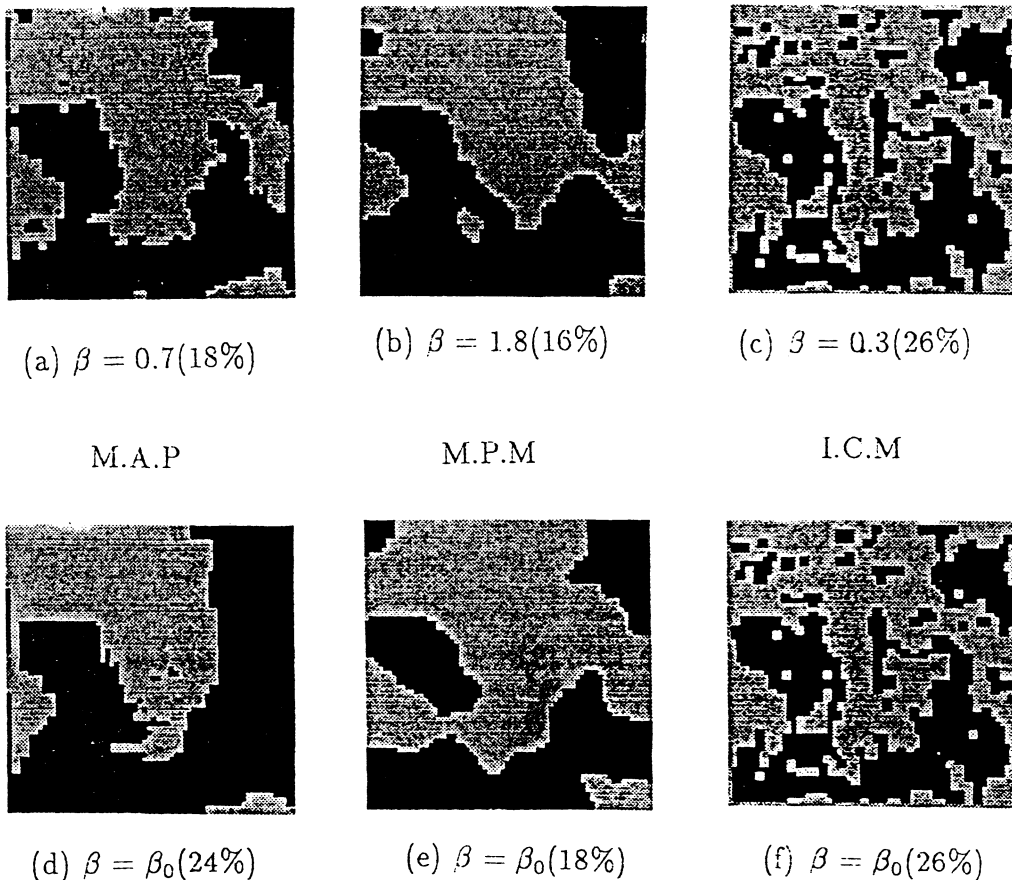 (a) β = 0.7(18%)
(b) β = 1.8(16%)
(c) β = 0.3(26%)
M.A.P
M.P.M
I.C.M
(d) β = β₀(24%)
(e) β = β₀(18%)
(f) β = β₀(26%)